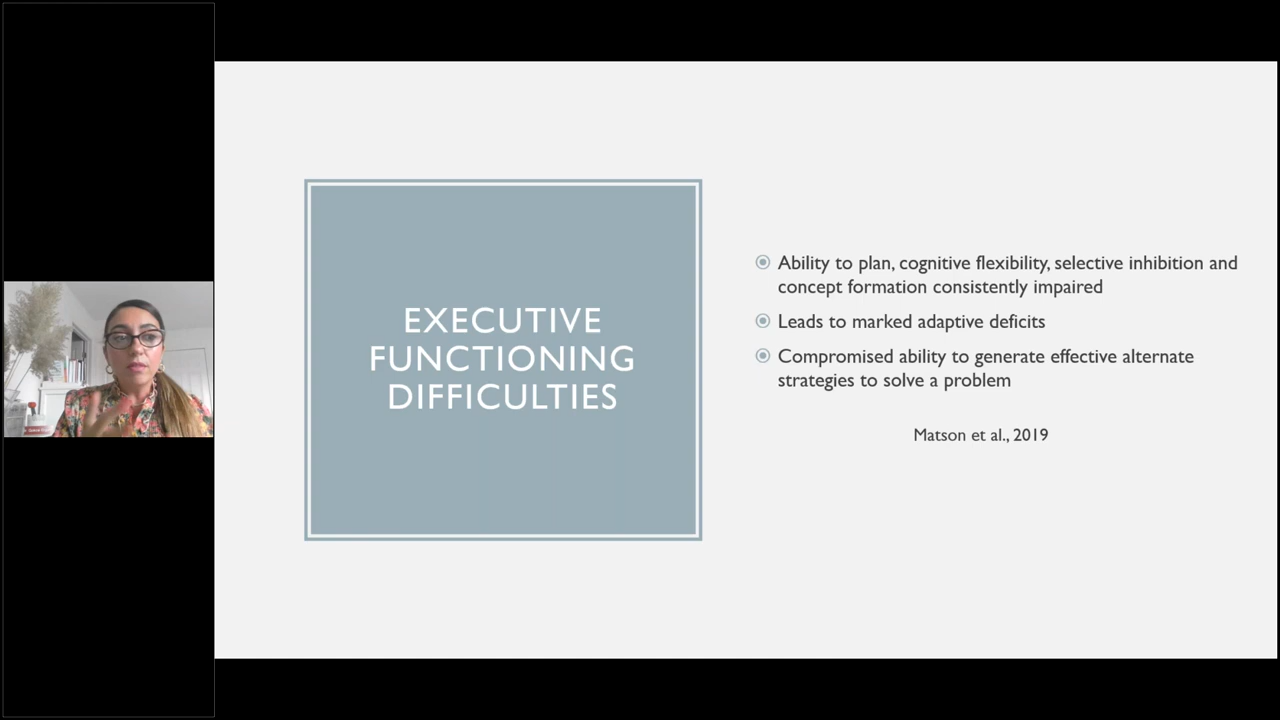 EXECUTIVE
FUNCTIONING
DIFFICULTIES
Ability to plan, cognitive flexibility, selective inhibition and
concept formation consistently impaired
Leads to marked adaptive deficits
Compromised ability to generate effective alternate
strategies to solve a problem
Matson et al., 2019